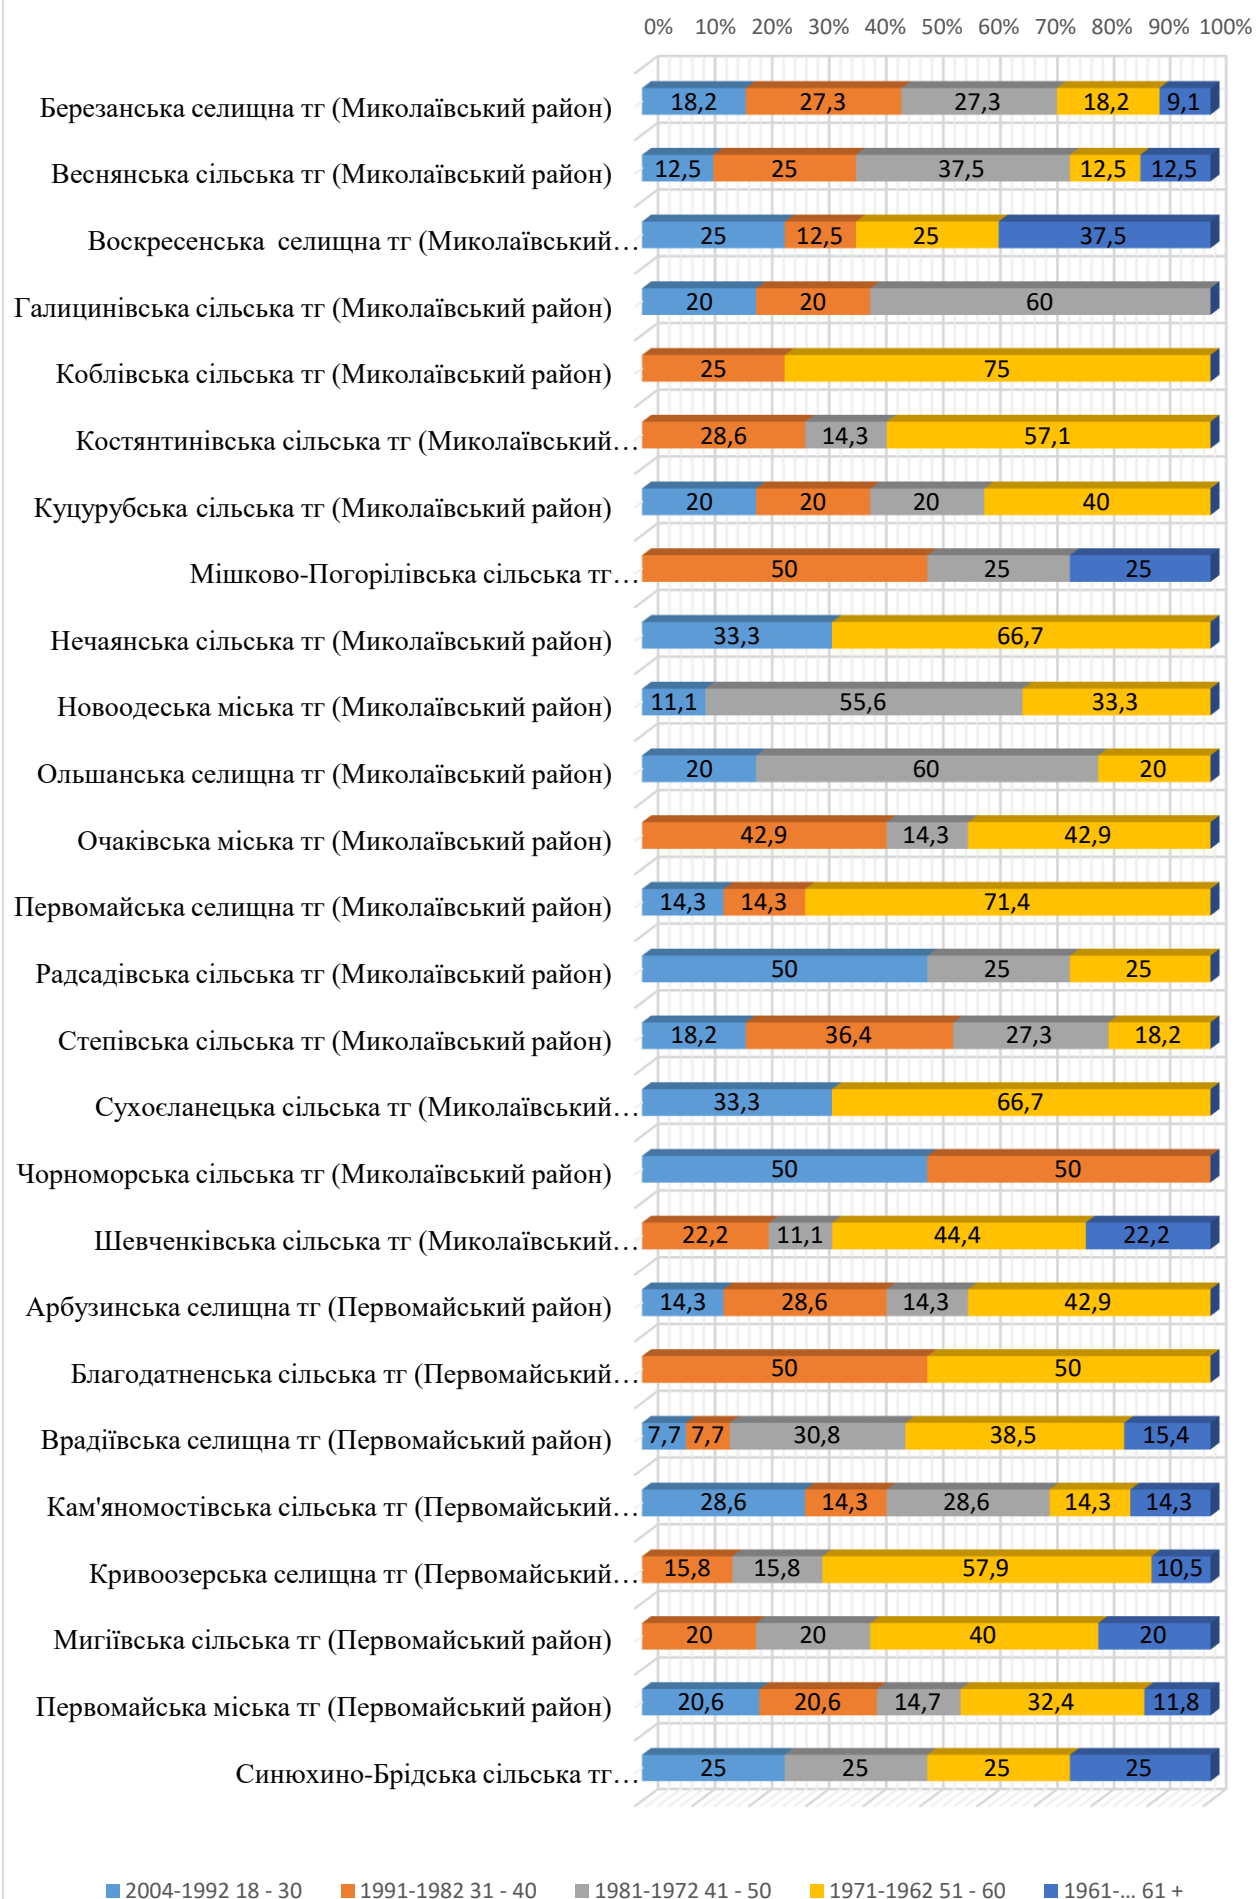 0% 10% 20% 30% 40% 50% 60% 70% 80% 90% 100%
Березанська селищна тг (Миколаївський район) 18,2 27,3 27,3 18,2 9,1
Веснянська сільська тг (Миколаївський район) 12,5 25 37,5 12,5 12,5
Воскресенська селищна тг (Миколаївський… 25 12,5 25 37,5
Галицинівська сільська тг (Миколаївський район) 20 20 60
Коблівська сільська тг (Миколаївський район) 25 75
Костянтинівська сільська тг (Миколаївський… 28,6 14,3 57,1
Куцурубська сільська тг (Миколаївський район) 20 20 20 40
Мішково-Погорілівська сільська тг… 50 25 25
Нечаянська сільська тг (Миколаївський район) 33,3 66,7
Новоодеська міська тг (Миколаївський район) 11,1 55,6 33,3
Ольшанська селищна тг (Миколаївський район) 20 60 20
Очаківська міська тг (Миколаївський район) 42,9 14,3 42,9
Первомайська селищна тг (Миколаївський район) 14,3 14,3 71,4
Радсадівська сільська тг (Миколаївський район) 50 25 25
Степівська сільська тг (Миколаївський район) 18,2 36,4 27,3 18,2
Сухоєланецька сільська тг (Миколаївський… 33,3 66,7
Чорноморська сільська тг (Миколаївський район) 50 50
Шевченківська сільська тг (Миколаївський… 22,2 11,1 44,4 22,2
Арбузинська селищна тг (Первомайський район) 14,3 28,6 14,3 42,9
Благодатненська сільська тг (Первомайський… 50 50
Врадіївська селищна тг (Первомайський район) 7,7 7,7 30,8 38,5 15,4
Кам'яномостівська сільська тг (Первомайський… 28,6 14,3 28,6 14,3 14,3
Кривоозерська селищна тг (Первомайський… 15,8 15,8 57,9 10,5
Мигіївська сільська тг (Первомайський район) 20 20 40 20
Первомайська міська тг (Первомайський район) 20,6 20,6 14,7 32,4 11,8
Синюхино-Брідська сільська тг… 25 25 25 25
2004-1992 18 - 30 1991-1982 31 - 40 1981-1972 41 - 50 1971-1962 51 - 60 1961-… 61 +